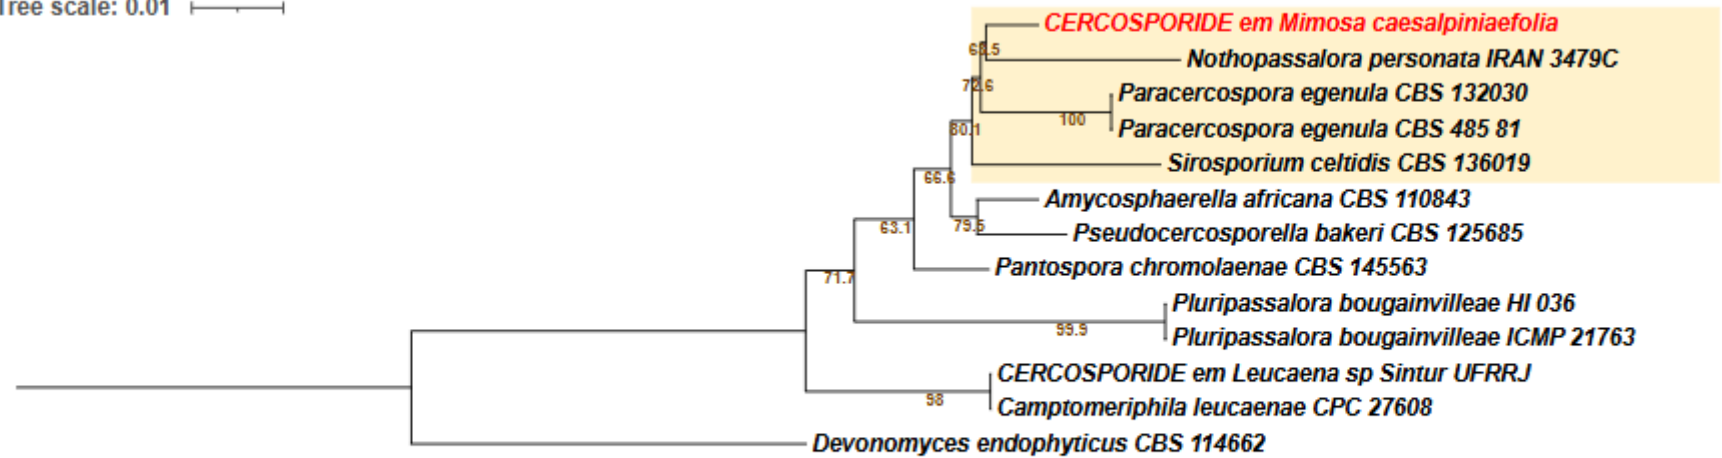 Tree scale: 0.01
CERCOSPORIDE em Mimosa caesalpiniaefolia
63.5
Nothopassalora personata IRAN 3479C
72.6
Paracercospora egenula CBS 132030
100
80.1
Paracercospora egenula CBS 485 81
Sirosporium celtidis CBS 136019
66.6
Amycosphaerella africana CBS 110843
63.1
79.5
Pseudocercosporella bakeri CBS 125685
Pantospora chromolaenae CBS 145563
71.7
Pluripassalora bougainvilleae HI 036
99.9
Pluripassalora bougainvilleae ICMP 21763
CERCOSPORIDE em Leucaena sp Sintur UFRRJ
98
Camptomeriphila leucaenae CPC 27608
Devonomyces endophyticus CBS 114662